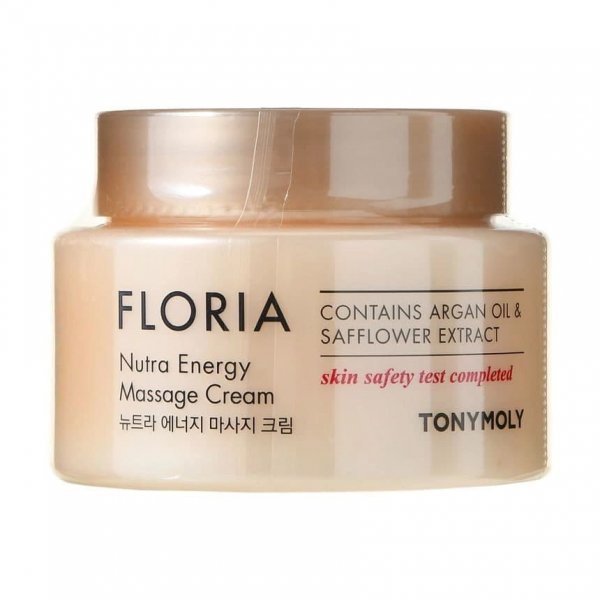 FLORIA
Nutra Energy
Massage Cream
뉴트라 에너지 마사지 크림
CONTAINS ARGAN OIL &
SAFFLOWER EXTRACT
skin safety test completed
TONYMOLY